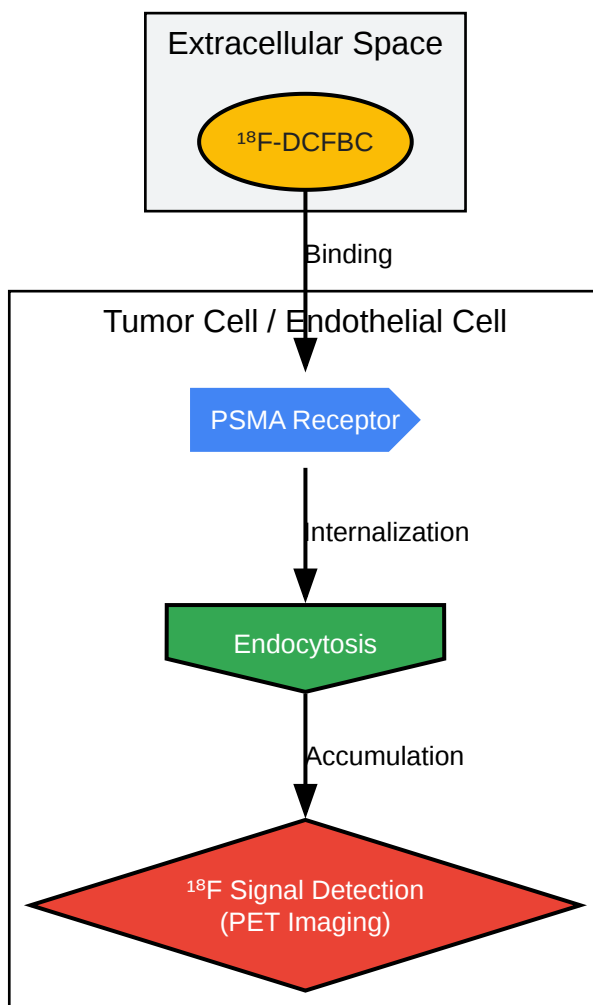 Extracellular Space
¹⁸F-DCFBC
Binding
Tumor Cell / Endothelial Cell
PSMA Receptor
Internalization
Endocytosis
Accumulation
¹⁸F Signal Detection
(PET Imaging)